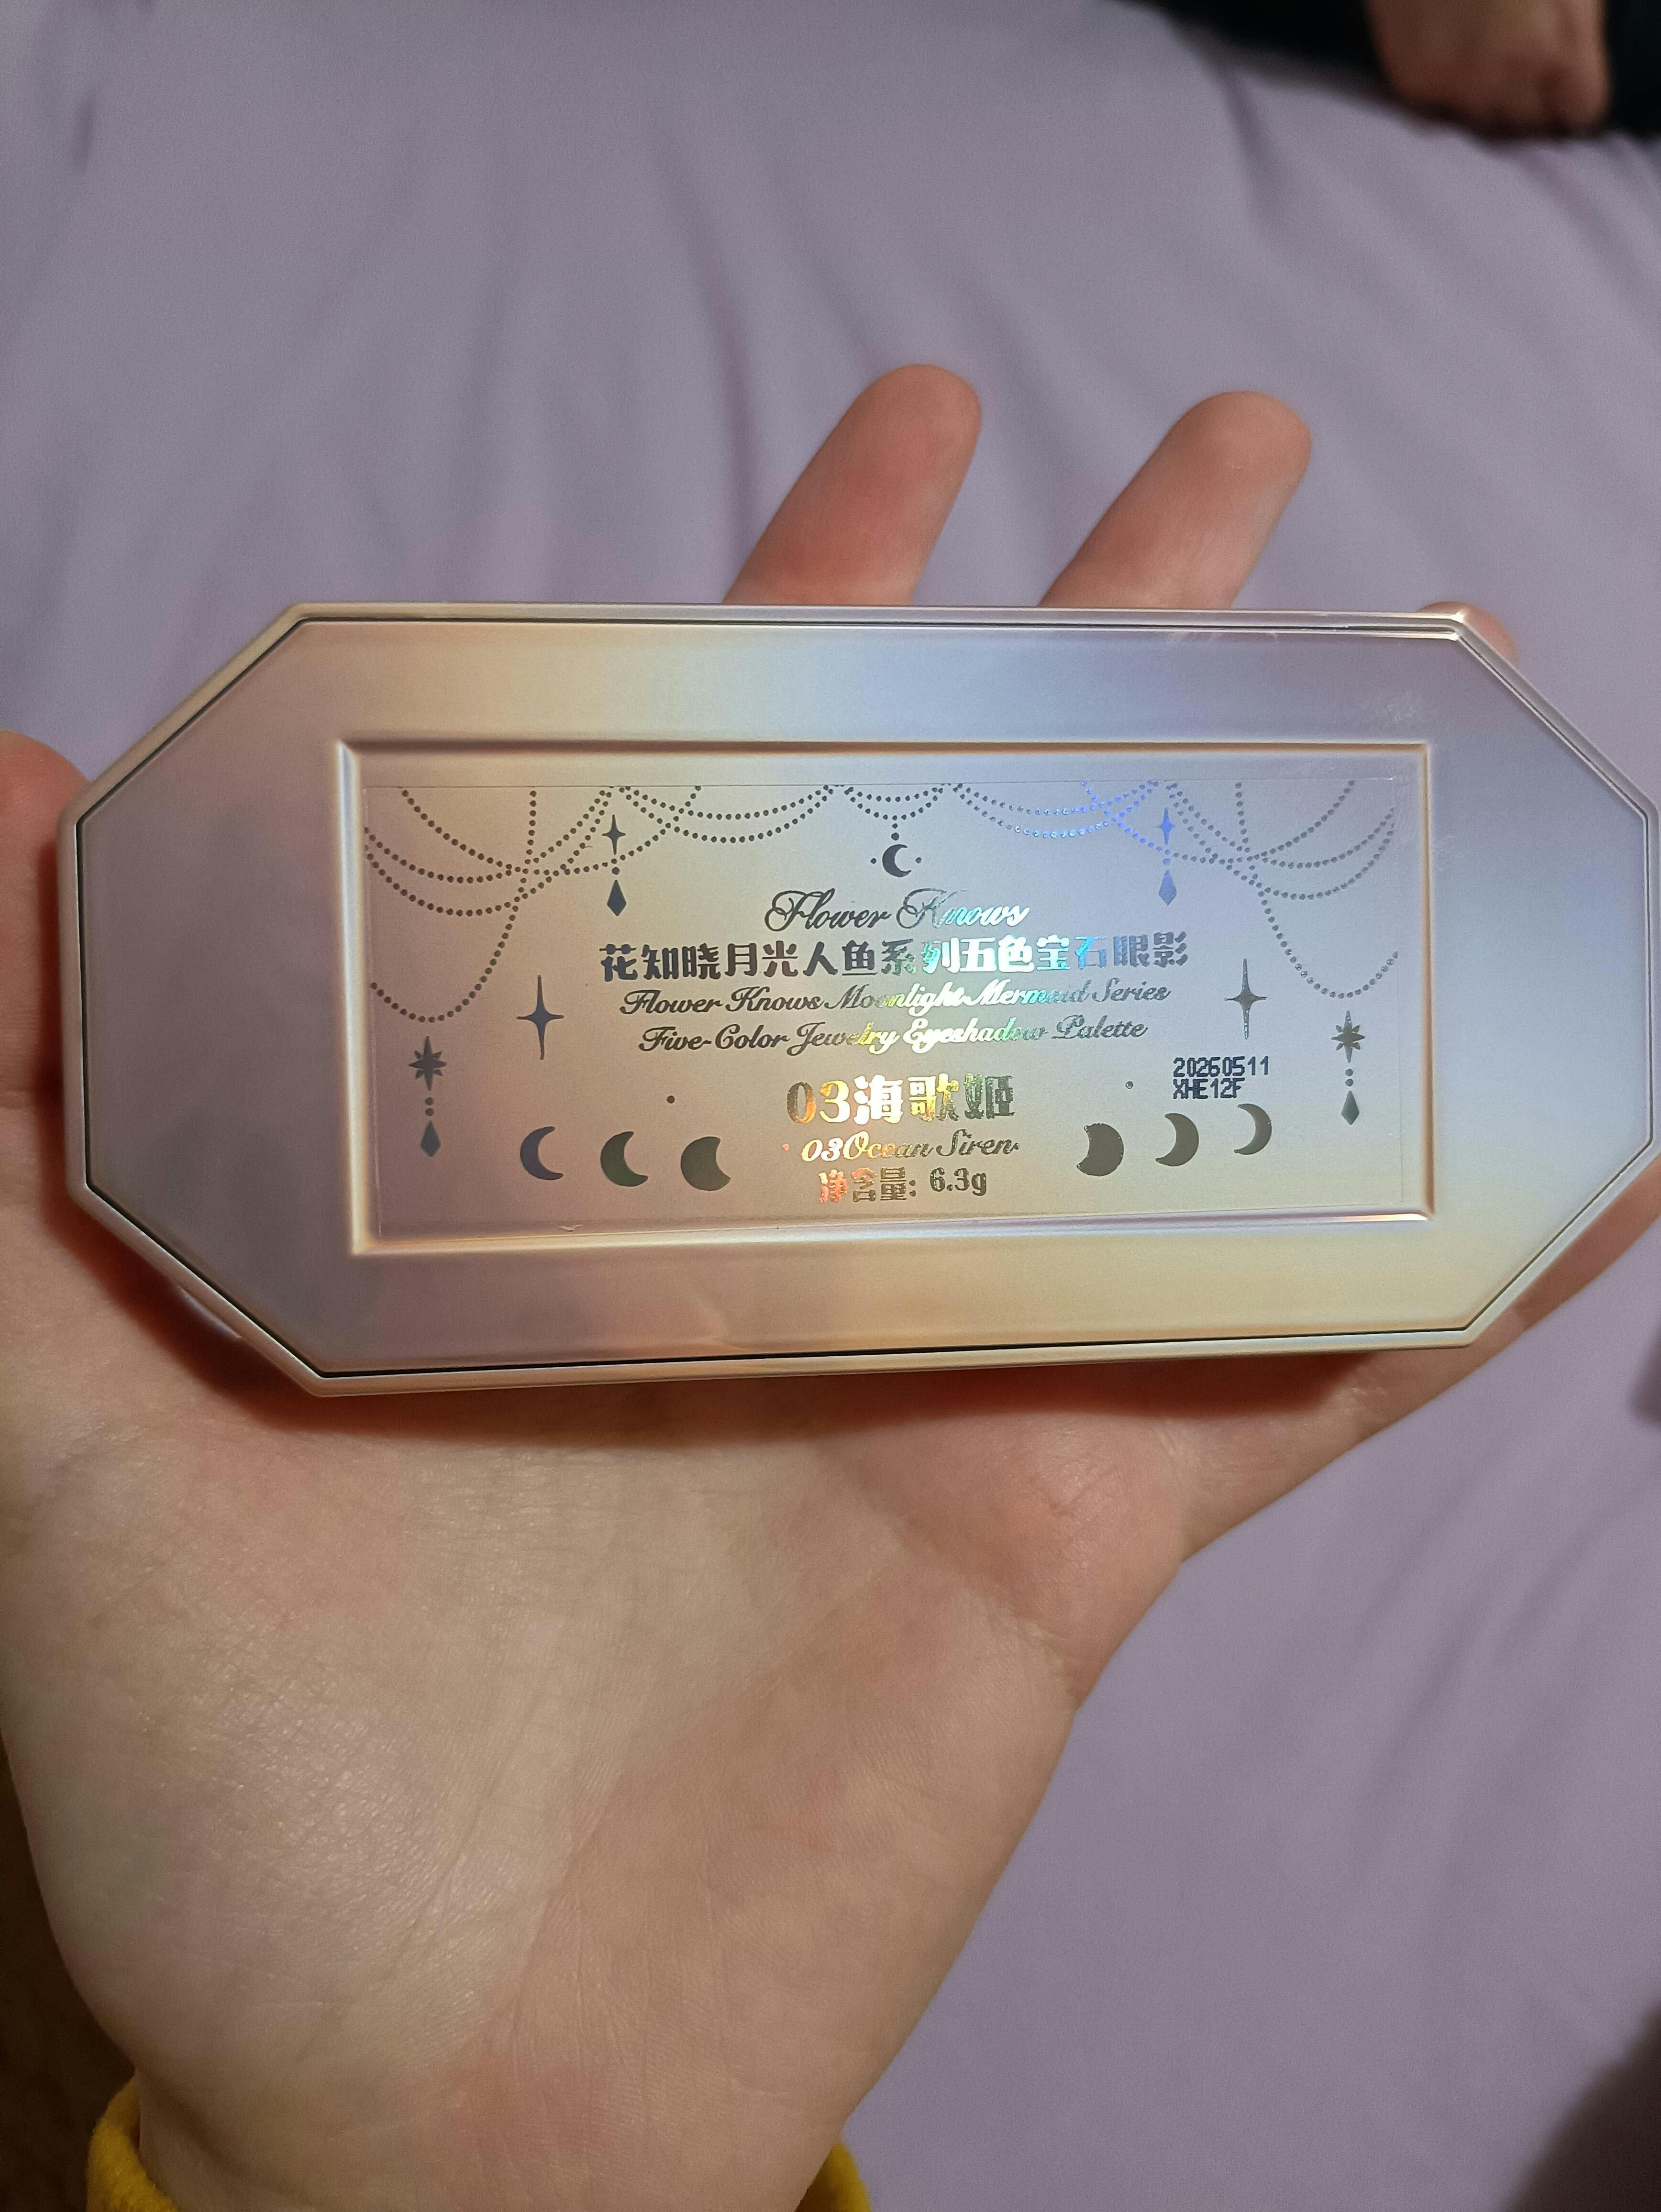 Flower Knows
花知晓月光人鱼系列五色宝石眼影
Flower Knows Moonlight Mermaid Series
Five-Color Jewelry Eyeshadow Palette
20260511
XHE12F
03海歌姬
03Ocean Siren
净含量: 6.3g